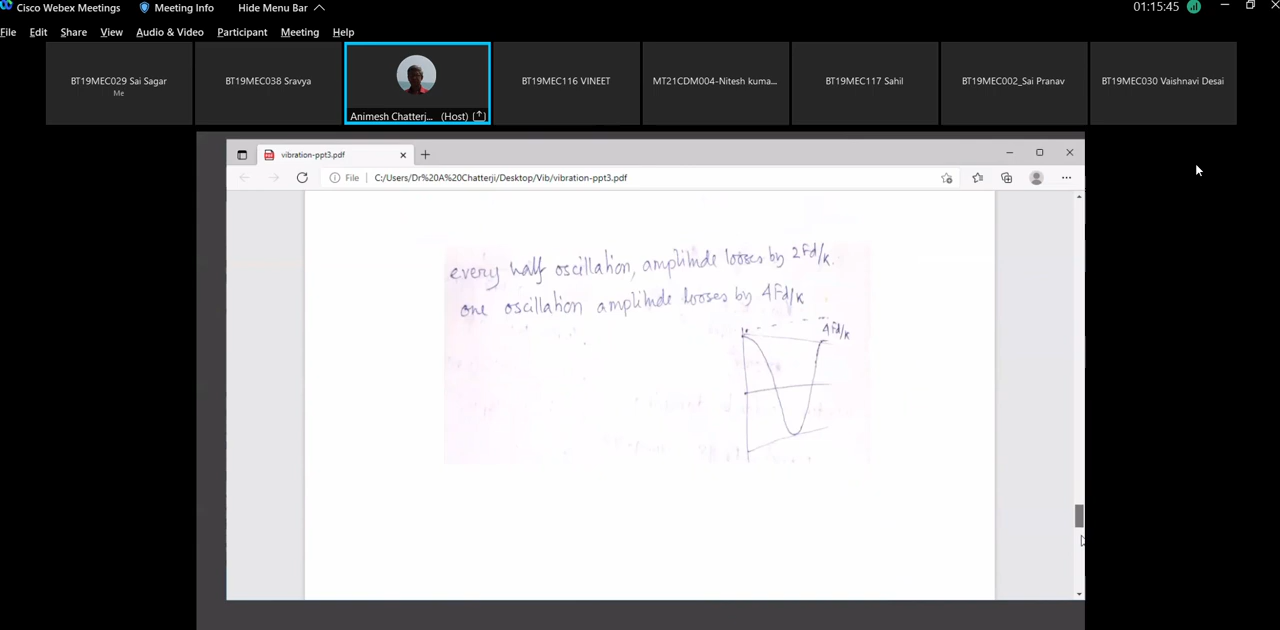 Cisco Webex Meetings Meeting Info Hide Menu Bar 01:15:45
File Edit Share View Audio & Video Participant Meeting Help
BT19MEC029 Sai Sagar
Me
BT19MEC038 Sravya
Animesh Chatterj... (Host)
BT19MEC116 VINEET
MT21CDM004-Nitesh kuma...
BT19MEC117 Sahil
BT19MEC002_Sai Pranav
BT19MEC030 Vaishnavi Desai
vibration-ppt3.pdf
File C:/Users/Dr%20A%20Chatterji/Desktop/Vib/vibration-ppt3.pdf
every half oscillation, amplitude looses by 2Fd/k.
one oscillation amplitude looses by 4Fd/k
4Fd/k